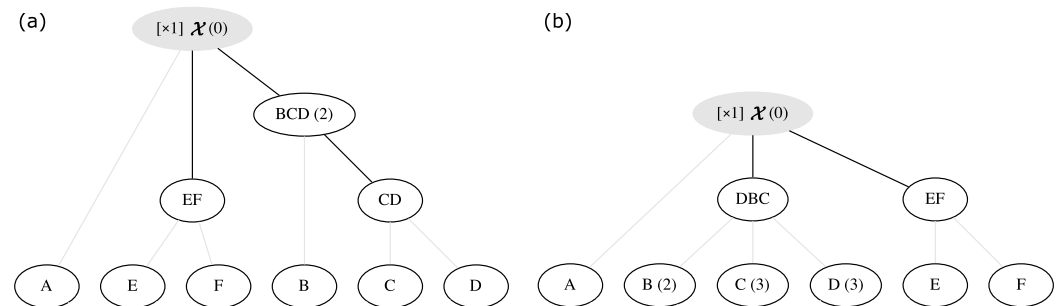 (a)
[×1] 𝒳 (0)
BCD (2)
EF
CD
A
E
F
B
C
D
(b)
[×1] 𝒳 (0)
DBC
EF
A
B (2)
C (3)
D (3)
E
F